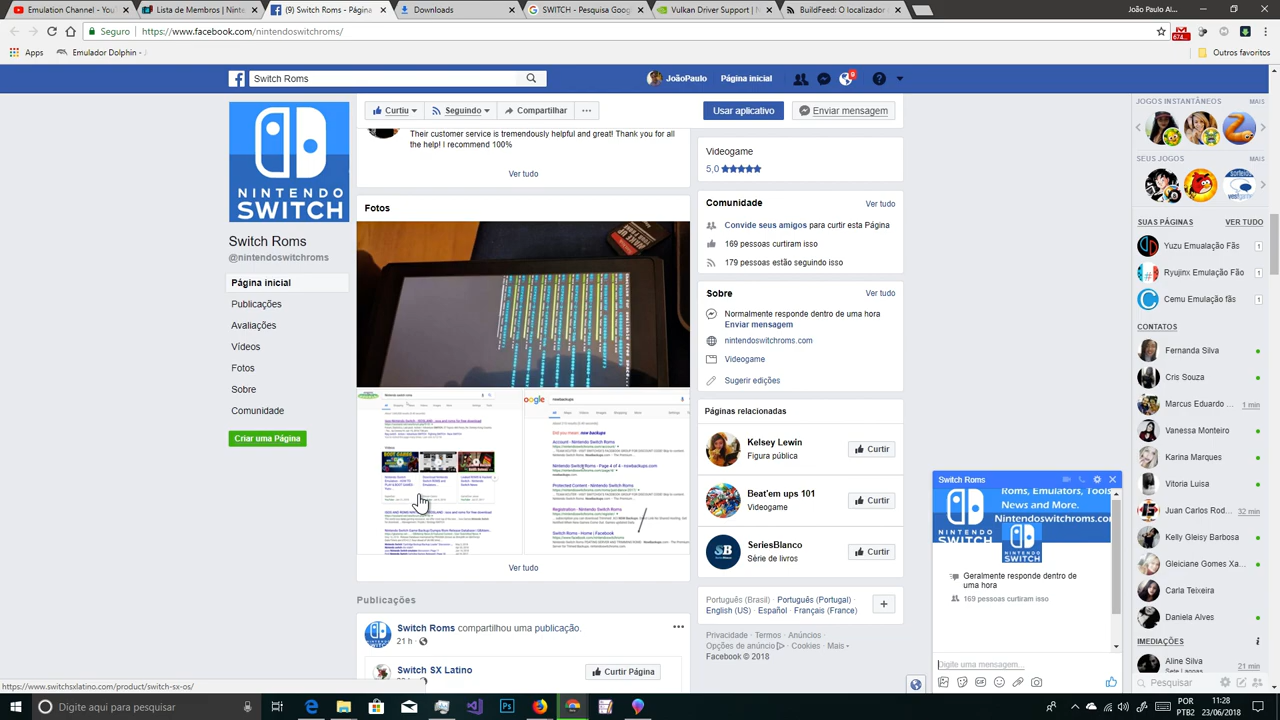 Emulation Channel - Y
Lista de Membros | Ninte
(9) Switch Roms - Página
Downloads
SWITCH - Pesquisa Goog
Vulkan Driver Support | N
BuildFeed: O localizador
João Paulo Al...
Seguro
https://www.facebook.com/nintendoswitchroms/
Apps
Emulador Dolphin -
Outros favoritos
Switch Roms
JoãoPaulo
Página inicial
Curtiu
Seguindo
Compartilhar
Usar aplicativo
Enviar mensagem
JOGOS INSTANTÂNEOS
MAIS
Their customer service is tremendously helpful and great! Thank you for all
the help! I recommend 100%
Ver tudo
Videogame
5,0
SEUS JOGOS
MAIS
NINTENDO
SWITCH
Fotos
Comunidade
Ver tudo
Convide seus amigos para curtir esta Página
169 pessoas curtiram isso
179 pessoas estão seguindo isso
SUAS PÁGINAS
VER TUDO
Yuzu Emualação Fãs
1
Ryujinx Emulação Fão
1
Cemu Emulação fãs
1
Switch Roms
@nintendoswitchroms
Página inicial
Publicações
Avaliações
Vídeos
Fotos
Sobre
Comunidade
Criar uma Página
Sobre
Ver tudo
Normalmente responde dentro de uma hora
Enviar mensagem
nintendoswitchroms.com
Videogame
Sugerir edições
CONTATOS
Fernanda Silva
Cris Souza
Marcus Eduardo ...
1 min
Vanessa Monteiro
Karina Marques
Vitoria Luisa
Juan Carlos Rod...
32 min
Gleiciane Gomes Xa...
Carla Teixeira
Daniela Alves
IMEDIAÇÕES
Aline Silva
21 min
Sete Lagoas
Pesquisar
Páginas relacionadas
Kelsey Lewin
Figura pública
Curtir
Beat'em ups 101
Videogame
Curtir
SeriesBlanco
Série de livros
Curtir
Ver tudo
Publicações
Switch Roms compartilhou uma publicação.
21 h
Switch SX Latino
Curtir Página
Português (Brasil) · Português (Portugal) ·
English (US) · Español · Français (France)
Privacidade · Termos · Anúncios ·
Opções de anúncio · Cookies · Mais
Facebook © 2018
Switch Roms
Geralmente responde dentro de
uma hora
169 pessoas curtiram isso
Digite uma mensagem...
https://www.switchsxlatino.com/product/switch-sx-os/
Digite aqui para pesquisar
POR
PTB2
11:28
23/06/2018